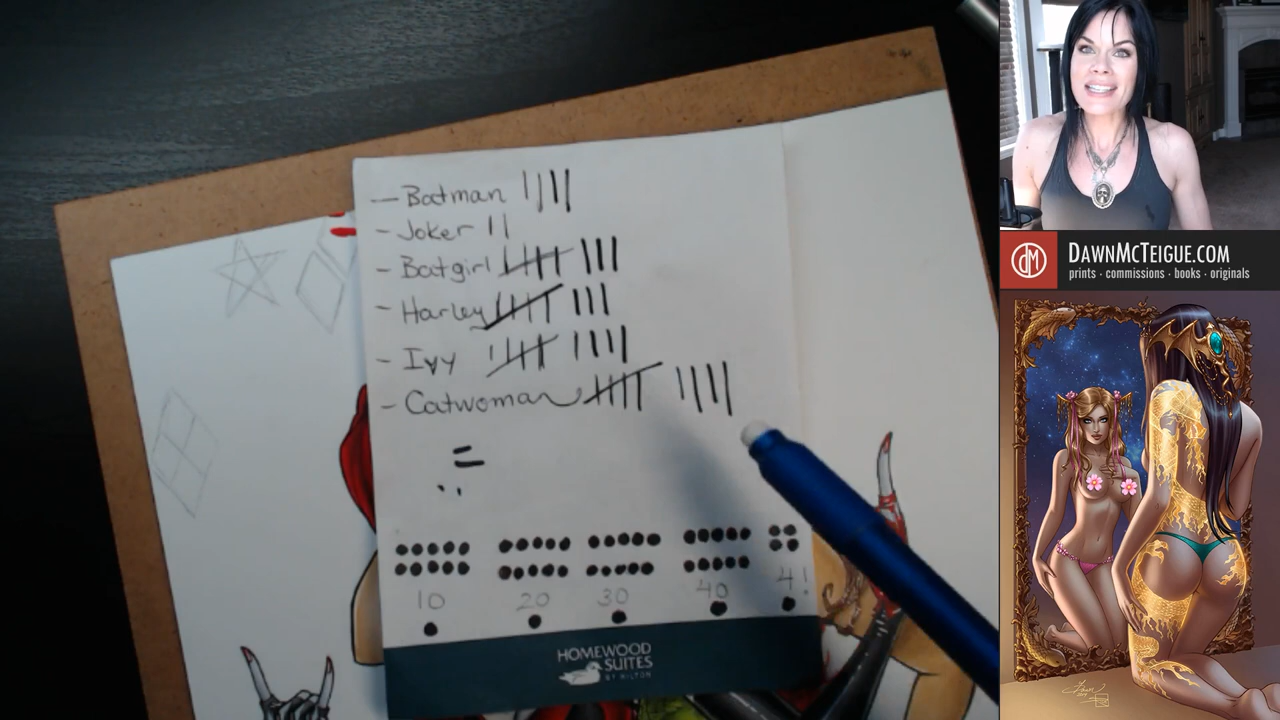 — Batman
- Joker
- Batgirl
- Harley
- Ivy
- Catwoman
10 20 30 40 4!
HOMEWOOD
SUITES
BY HILTON
dM
DAWNMCTEIGUE.COM
prints · commissions · books · originals